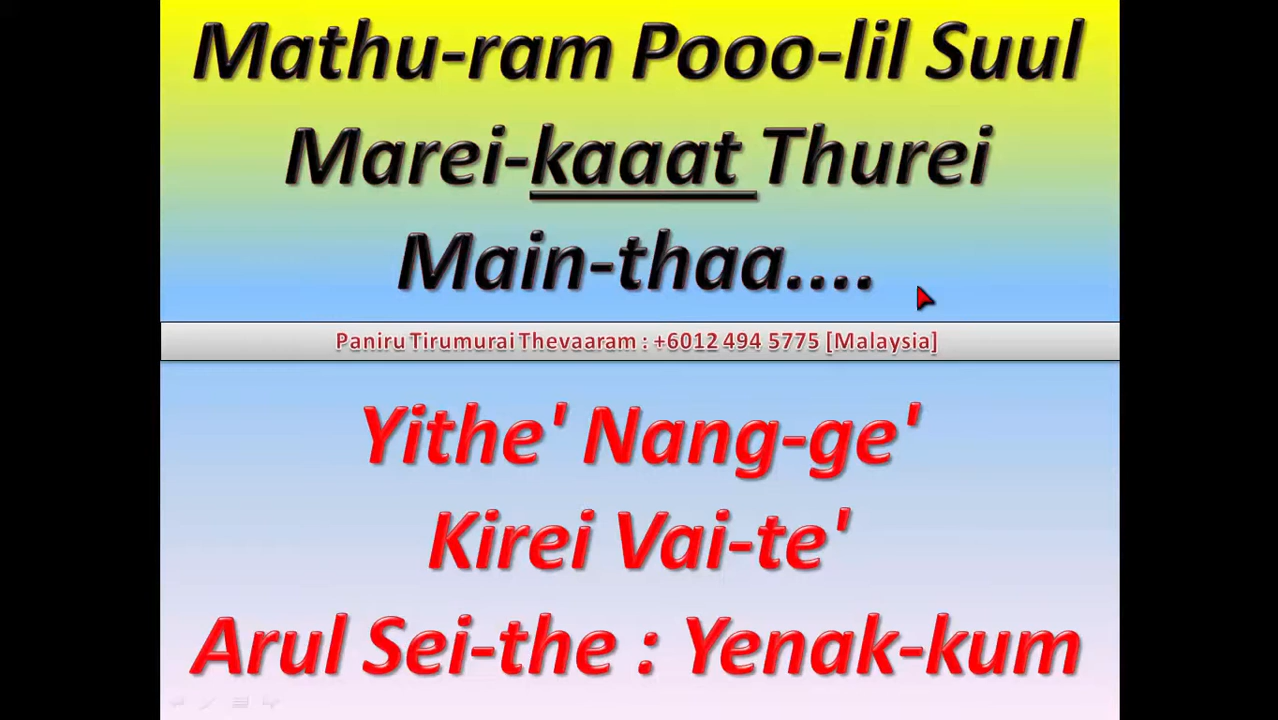 Mathu-ram Pooo-lil Suul
Marei-kaaat Thurei
Main-thaa....
Paniru Tirumurai Thevaaram : +6012 494 5775 [Malaysia]
Yithe' Nang-ge'
Kirei Vai-te'
Arul Sei-the : Yenak-kum